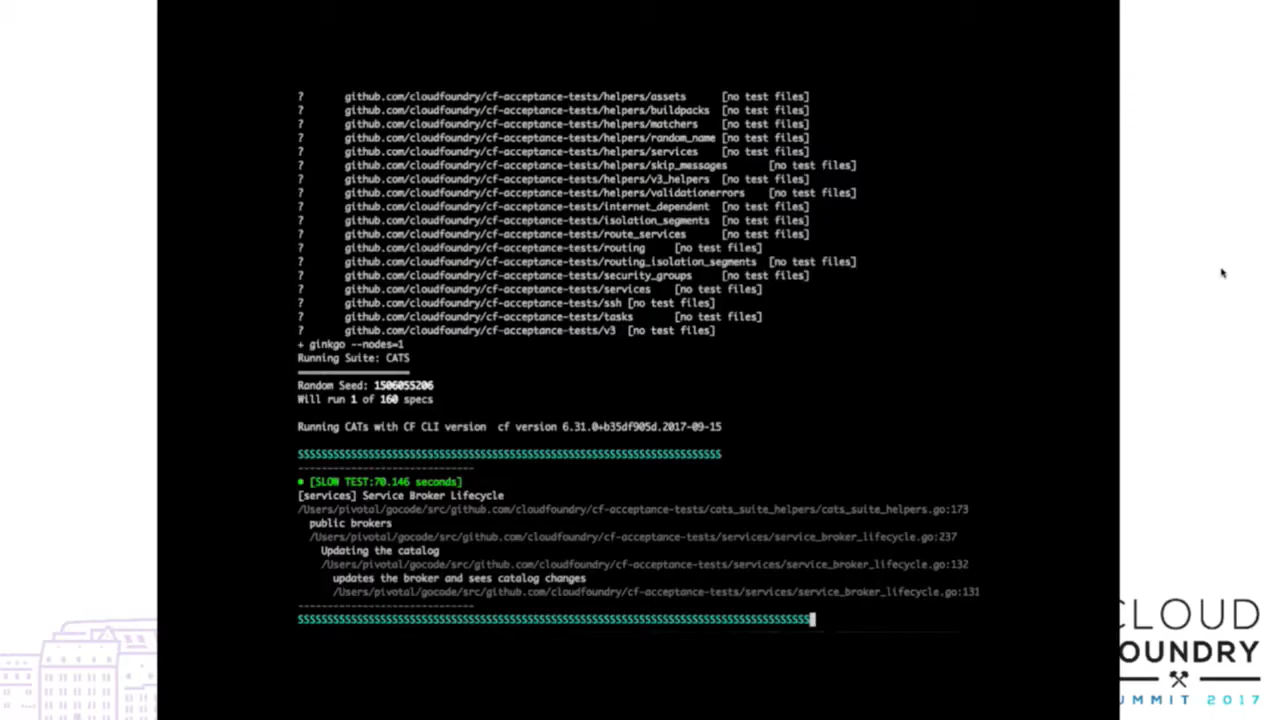 ? github.com/cloudfoundry/cf-acceptance-tests/helpers/assets [no test files]
? github.com/cloudfoundry/cf-acceptance-tests/helpers/buildpacks [no test files]
? github.com/cloudfoundry/cf-acceptance-tests/helpers/matchers [no test files]
? github.com/cloudfoundry/cf-acceptance-tests/helpers/random_name [no test files]
? github.com/cloudfoundry/cf-acceptance-tests/helpers/services [no test files]
? github.com/cloudfoundry/cf-acceptance-tests/helpers/skip_messages [no test files]
? github.com/cloudfoundry/cf-acceptance-tests/helpers/v3_helpers [no test files]
? github.com/cloudfoundry/cf-acceptance-tests/helpers/validationerrors [no test files]
? github.com/cloudfoundry/cf-acceptance-tests/internet_dependent [no test files]
? github.com/cloudfoundry/cf-acceptance-tests/isolation_segments [no test files]
? github.com/cloudfoundry/cf-acceptance-tests/route_services [no test files]
? github.com/cloudfoundry/cf-acceptance-tests/routing [no test files]
? github.com/cloudfoundry/cf-acceptance-tests/routing_isolation_segments [no test files]
? github.com/cloudfoundry/cf-acceptance-tests/security_groups [no test files]
? github.com/cloudfoundry/cf-acceptance-tests/services [no test files]
? github.com/cloudfoundry/cf-acceptance-tests/ssh [no test files]
? github.com/cloudfoundry/cf-acceptance-tests/tasks [no test files]
? github.com/cloudfoundry/cf-acceptance-tests/v3 [no test files]
+ ginkgo --nodes=1
Running Suite: CATS
====================
Random Seed: 1506055206
Will run 1 of 160 specs
Running CATs with CF CLI version cf version 6.31.0+b35df905d.2017-09-15
SSSSSSSSSSSSSSSSSSSSSSSSSSSSSSSSSSSSSSSSSSSSSSSSSSSSSSSSSSSSSSSSSSSSSSSS
------------------------------
• [SLOW TEST:70.146 seconds]
[services] Service Broker Lifecycle
/Users/pivotal/gocode/src/github.com/cloudfoundry/cf-acceptance-tests/cats_suite_helpers/cats_suite_helpers.go:173
public brokers
/Users/pivotal/gocode/src/github.com/cloudfoundry/cf-acceptance-tests/services/service_broker_lifecycle.go:237
Updating the catalog
/Users/pivotal/gocode/src/github.com/cloudfoundry/cf-acceptance-tests/services/service_broker_lifecycle.go:132
updates the broker and sees catalog changes
/Users/pivotal/gocode/src/github.com/cloudfoundry/cf-acceptance-tests/services/service_broker_lifecycle.go:131
------------------------------
SSSSSSSSSSSSSSSSSSSSSSSSSSSSSSSSSSSSSSSSSSSSSSSSSSSSSSSSSSSSSSSSSSSSSSSSSSSSSSSSSSSSSSS
CLOUD
OUNDRY
UMMIT 2017